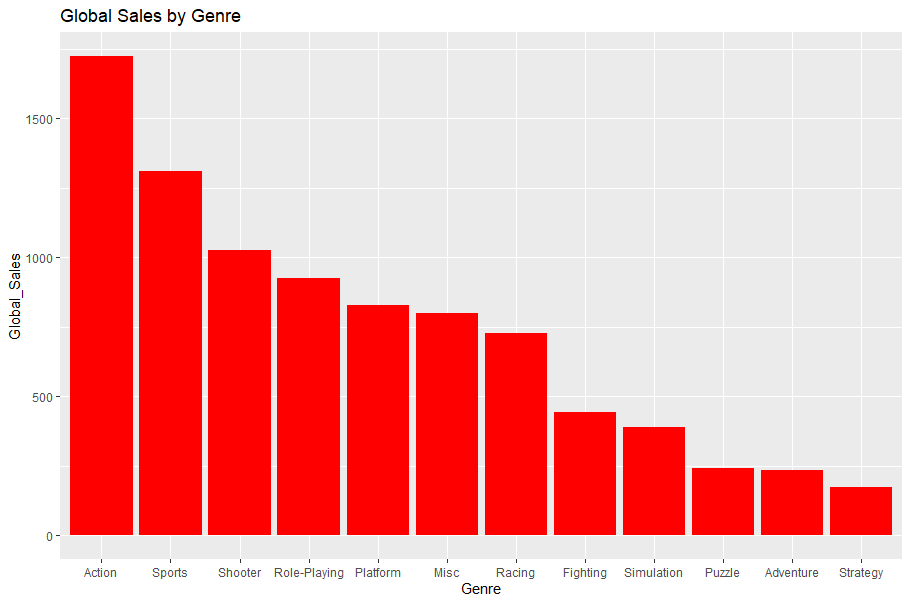 Global Sales by Genre
Global_Sales
1500
1000
500
0
Action Sports Shooter Role-Playing Platform Misc Racing Fighting Simulation Puzzle Adventure Strategy
Genre